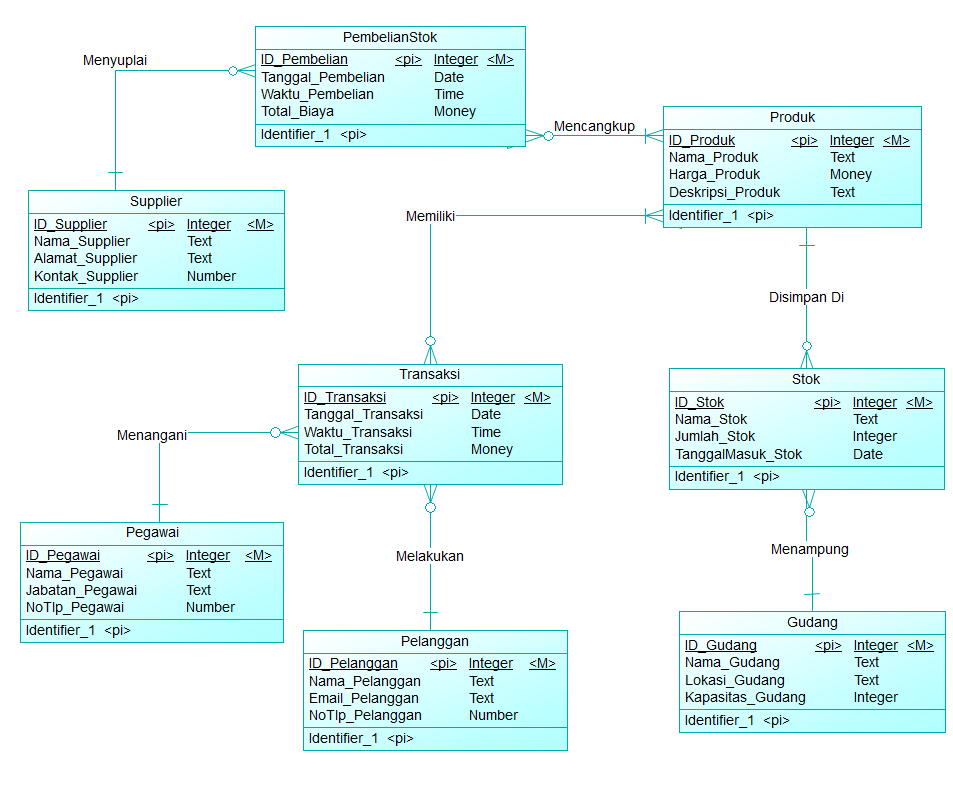 PembelianStok
ID_Pembelian <pi> Integer <M>
Tanggal_Pembelian Date
Waktu_Pembelian Time
Total_Biaya Money
Identifier_1 <pi>
Menyuplai
Mencangkup
Produk
ID_Produk <pi> Integer <M>
Nama_Produk Text
Harga_Produk Money
Deskripsi_Produk Text
Identifier_1 <pi>
Supplier
ID_Supplier <pi> Integer <M>
Nama_Supplier Text
Alamat_Supplier Text
Kontak_Supplier Number
Identifier_1 <pi>
Memiliki
Disimpan Di
Transaksi
ID_Transaksi <pi> Integer <M>
Tanggal_Transaksi Date
Waktu_Transaksi Time
Total_Transaksi Money
Identifier_1 <pi>
Stok
ID_Stok <pi> Integer <M>
Nama_Stok Text
Jumlah_Stok Integer
TanggalMasuk_Stok Date
Identifier_1 <pi>
Menangani
Pegawai
ID_Pegawai <pi> Integer <M>
Nama_Pegawai Text
Jabatan_Pegawai Text
NoTlp_Pegawai Number
Identifier_1 <pi>
Melakukan
Menampung
Pelanggan
ID_Pelanggan <pi> Integer <M>
Nama_Pelanggan Text
Email_Pelanggan Text
NoTlp_Pelanggan Number
Identifier_1 <pi>
Gudang
ID_Gudang <pi> Integer <M>
Nama_Gudang Text
Lokasi_Gudang Text
Kapasitas_Gudang Integer
Identifier_1 <pi>